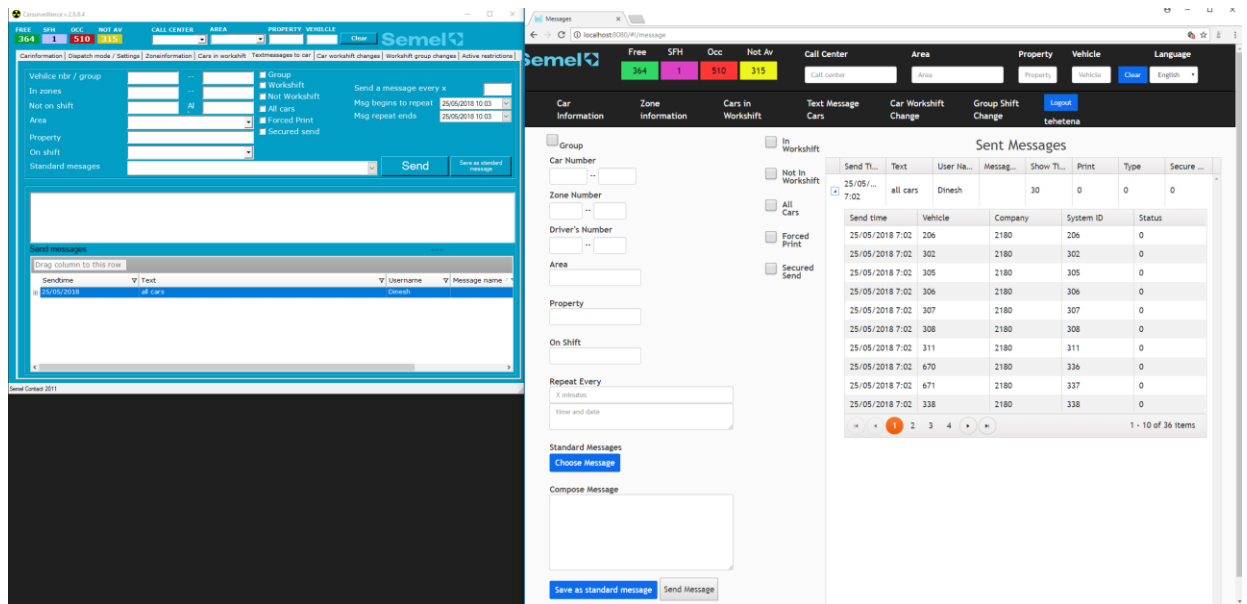 Carsurveillance v.2.8.8.4
FREE SFH OCC NOT AV CALL CENTER AREA PROPERTY VEHILCLE
364 1 510 315 Clear Semel
Carinformation Dispatch mode / Settings Zoneinformation Cars in workshift Textmessages to car Car workshift changes Workshift group changes Active restrictions
Vehilce nbr / group -- Group
In zones -- Workshift Send a message every x
Not on shift Al Not Workshift Msg begins to repeat 25/05/2018 10:03
Area All cars Msg repeat ends 25/05/2018 10:03
Property Forced Print
On shift Secured send
Standard mesages Send Save as standard message
Send messages ---
Drag column to this row
Sendtime Text Username Message name
25/05/2018 all cars Dinesh
Semel Contact 2011
Messages
localhost:8080/#!/message
Semel Free SFH Occ Not Av Call Center Area Property Vehicle Language
364 1 510 315 Call center Area Property Vehicle Clear English
Car Information Zone information Cars in Workshift Text Message Cars Car Workshift Change Group Shift Change Logout
tehetena
Group
Car Number
--
Zone Number
--
Driver's Number
--
Area
Property
On Shift
Repeat Every
X minutes
time and date
Standard Messages
Choose Message
Compose Message
Save as standard message Send Message
In Workshift
Not In Workshift
All Cars
Forced Print
Secured Send
Sent Messages
Send Ti... Text User Na... Messag... Show Ti... Print Type Secure ...
25/05/... 7:02 all cars Dinesh 30 0 0 0
Send time Vehicle Company System ID Status
25/05/2018 7:02 206 2180 206 0
25/05/2018 7:02 302 2180 302 0
25/05/2018 7:02 305 2180 305 0
25/05/2018 7:02 306 2180 306 0
25/05/2018 7:02 307 2180 307 0
25/05/2018 7:02 308 2180 308 0
25/05/2018 7:02 311 2180 311 0
25/05/2018 7:02 670 2180 336 0
25/05/2018 7:02 671 2180 337 0
25/05/2018 7:02 338 2180 338 0
1 2 3 4 1 - 10 of 36 items